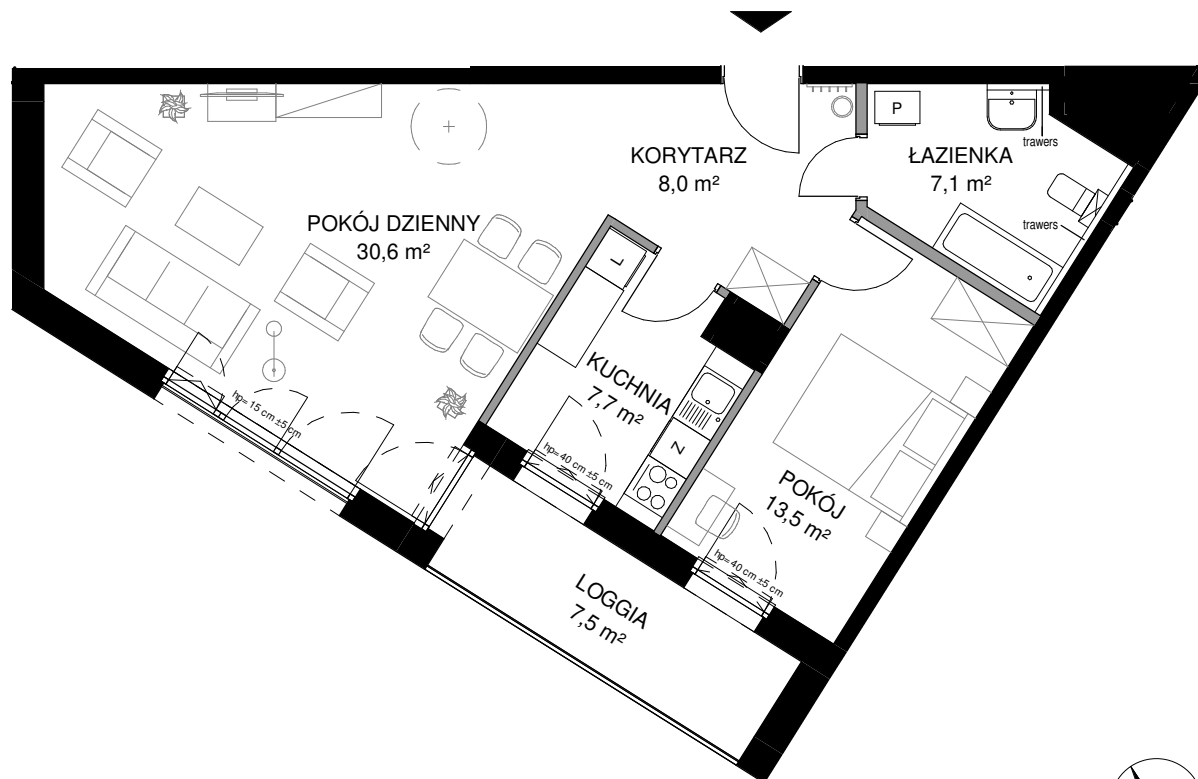 P
trawers
KORYTARZ
8,0 m²
ŁAZIENKA
7,1 m²
trawers
POKÓJ DZIENNY
30,6 m²
L
KUCHNIA
7,7 m²
hp= 15 cm ±5 cm
Z
hp= 40 cm ±5 cm
POKÓJ
13,5 m²
hp= 40 cm ±5 cm
LOGGIA
7,5 m²